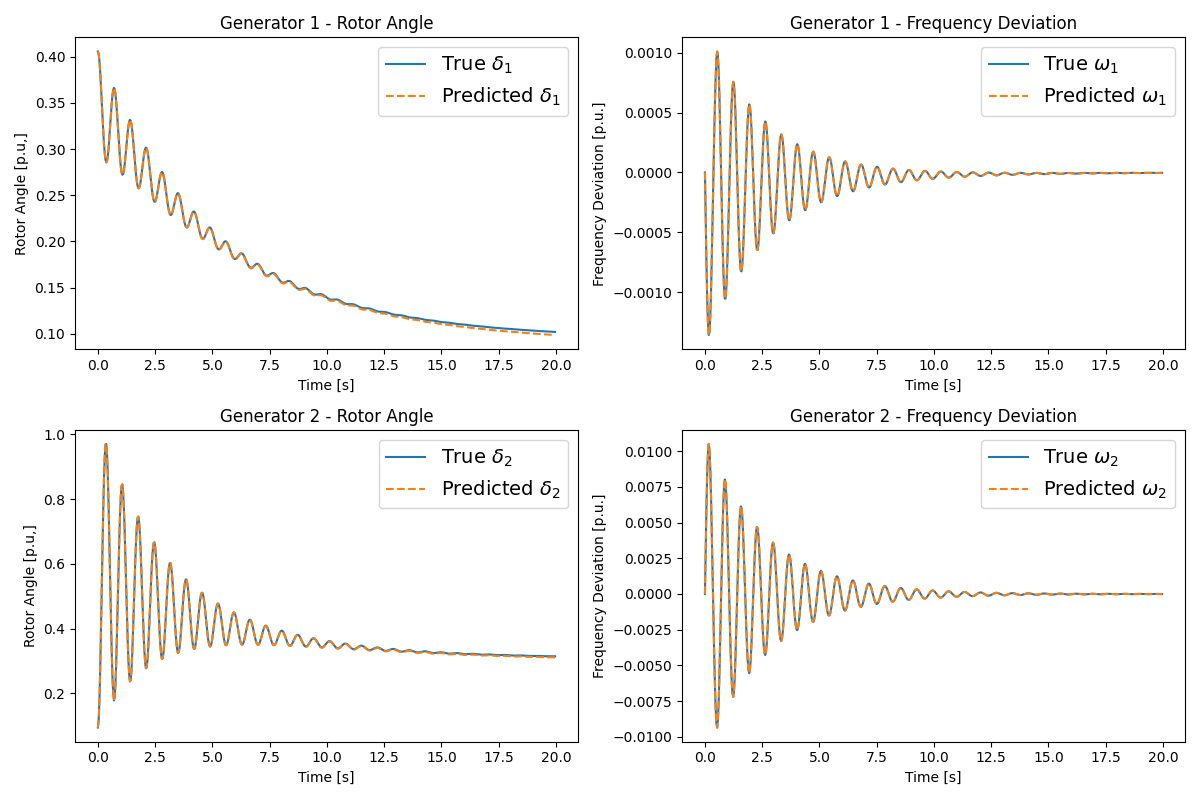 Generator 1 - Rotor Angle
Rotor Angle [p.u,]
0.40
0.35
0.30
0.25
0.20
0.15
0.10
True δ₁
Predicted δ₁
0.0 2.5 5.0 7.5 10.0 12.5 15.0 17.5 20.0
Time [s]
Generator 1 - Frequency Deviation
Frequency Deviation [p.u.]
0.0010
0.0005
0.0000
−0.0005
−0.0010
True ω₁
Predicted ω₁
0.0 2.5 5.0 7.5 10.0 12.5 15.0 17.5 20.0
Time [s]
Generator 2 - Rotor Angle
Rotor Angle [p.u,]
1.0
0.8
0.6
0.4
0.2
True δ₂
Predicted δ₂
0.0 2.5 5.0 7.5 10.0 12.5 15.0 17.5 20.0
Time [s]
Generator 2 - Frequency Deviation
Frequency Deviation [p.u.]
0.0100
0.0075
0.0050
0.0025
0.0000
−0.0025
−0.0050
−0.0075
−0.0100
True ω₂
Predicted ω₂
0.0 2.5 5.0 7.5 10.0 12.5 15.0 17.5 20.0
Time [s]